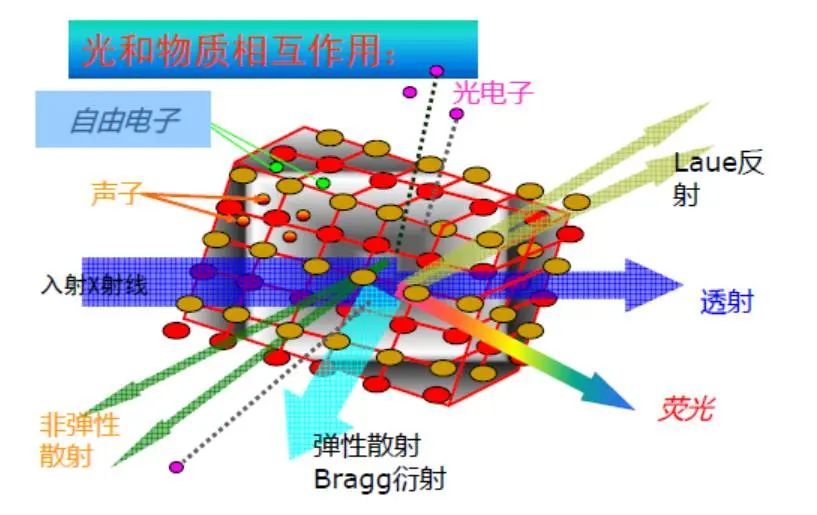 光和物质相互作用：
光电子
自由电子
Laue反
射
声子
入射X射线
透射
荧光
非弹性
散射
弹性散射
Bragg衍射